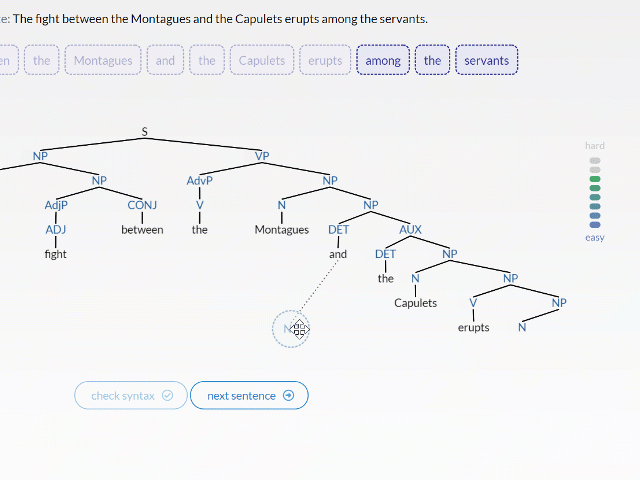 e: The fight between the Montagues and the Capulets erupts among the servants.
en the Montagues and the Capulets erupts among the servants
S
hard
NP VP
NP AdvP NP
AdjP CONJ V N NP
ADJ between the Montagues DET AUX
easy
fight and DET NP
the N NP
Capulets V NP
erupts N
check syntax next sentence